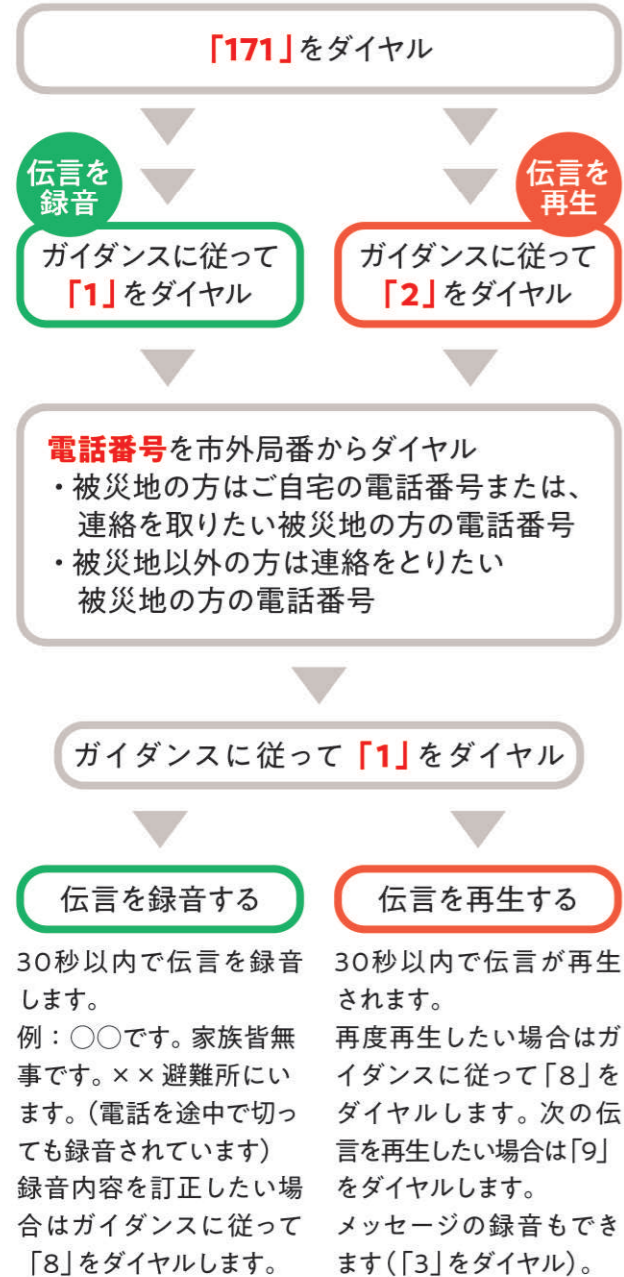 「171」をダイヤル
伝言を
録音
ガイダンスに従って
「1」をダイヤル
伝言を
再生
ガイダンスに従って
「2」をダイヤル
電話番号を市外局番からダイヤル
・被災地の方はご自宅の電話番号または、
連絡を取りたい被災地の方の電話番号
・被災地以外の方は連絡をとりたい
被災地の方の電話番号
ガイダンスに従って「1」をダイヤル
伝言を録音する
30秒以内で伝言を録音
します。
例：○○です。家族皆無
事です。××避難所にい
ます。（電話を途中で切っ
ても録音されています）
録音内容を訂正したい場
合はガイダンスに従って
「8」をダイヤルします。
伝言を再生する
30秒以内で伝言が再生
されます。
再度再生したい場合はガ
イダンスに従って「8」を
ダイヤルします。次の伝
言を再生したい場合は「9」
をダイヤルします。
メッセージの録音もでき
ます（「3」をダイヤル）。